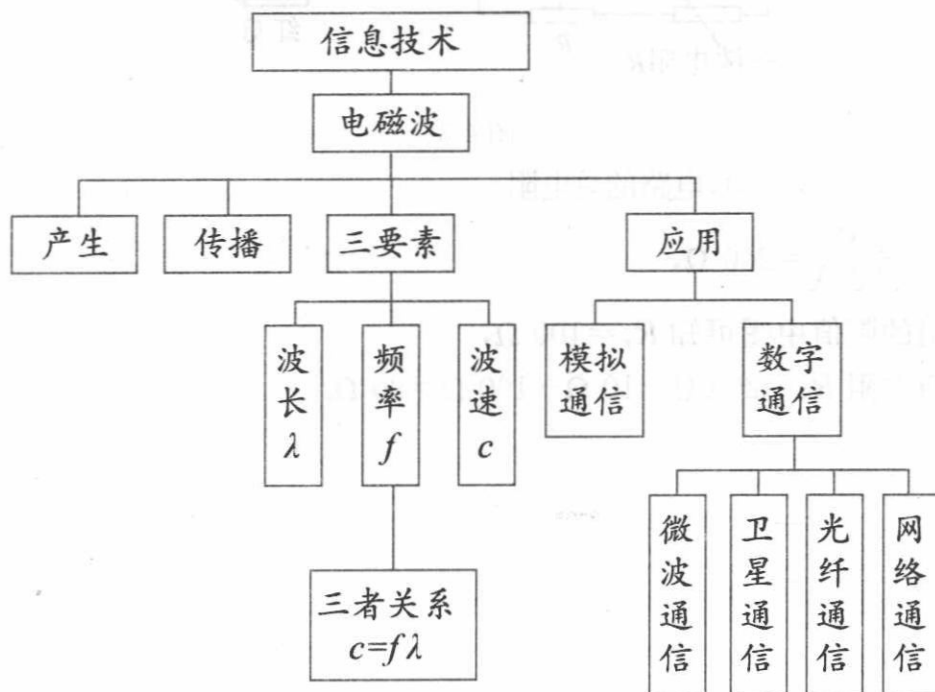 信息技术
电磁波
产生
传播
三要素
应用
波长λ
频率f
波速c
模拟通信
数字通信
三者关系
c=fλ
微波通信
卫星通信
光纤通信
网络通信